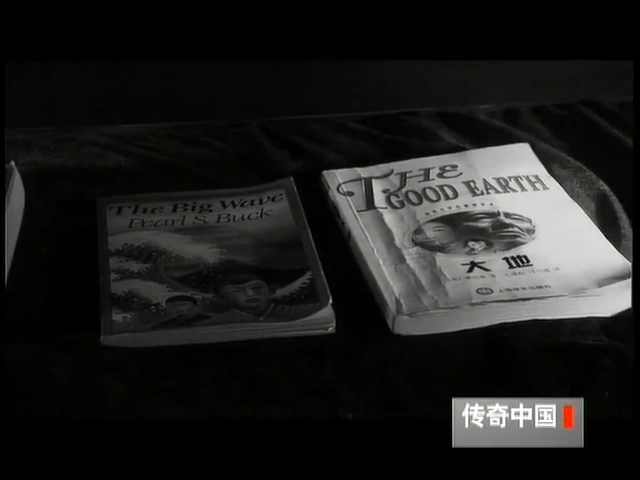 The Big Wave
Pearl S. Buck
THE
GOOD EARTH
大地
传奇中国